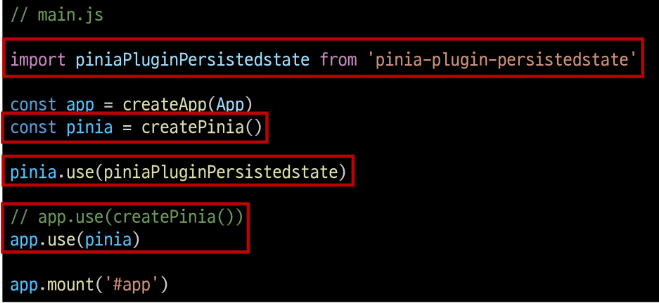 // main.js
import piniaPluginPersistedstate from 'pinia-plugin-persistedstate'
const app = createApp(App)
const pinia = createPinia()
pinia.use(piniaPluginPersistedstate)
// app.use(createPinia())
app.use(pinia)
app.mount('#app')